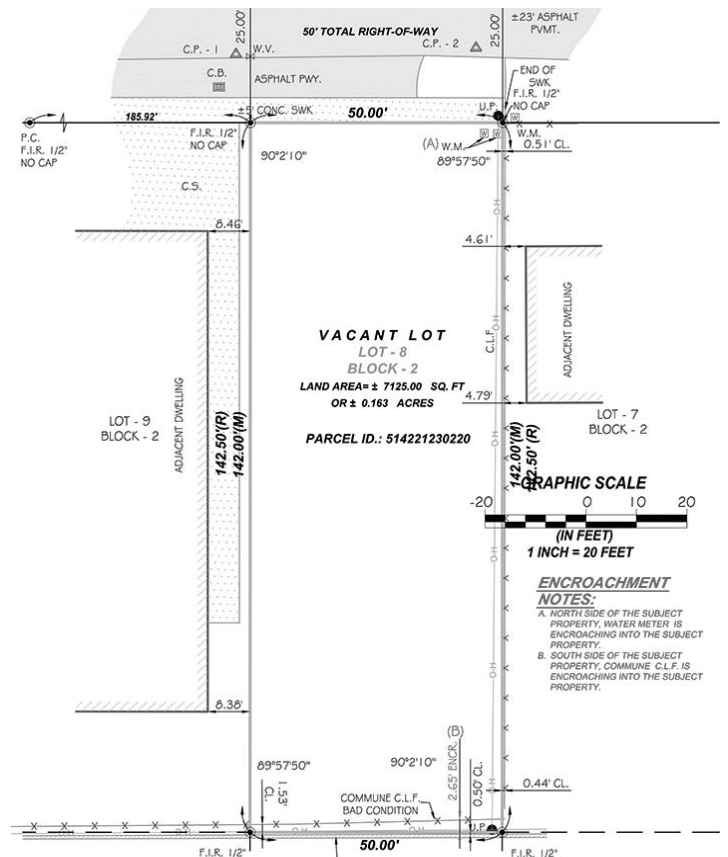 50' TOTAL RIGHT-OF-WAY
±23' ASPHALT
PVMT.
25.00'
25.00'
C.P. - 1
W.V.
C.P. - 2
C.B.
ASPHALT PWY.
END OF
SWK
F.I.R. 1/2"
NO CAP
±5' CONC. SWK
50.00'
U.P.
W
185.92'
P.C.
F.I.R. 1/2"
NO CAP
F.I.R. 1/2"
NO CAP
90°2'10"
(A) W.M.
W W
W.M.
89°57'50"
0.51' CL.
C.S.
8.46'
4.61'
O-H
VACANT LOT
LOT - 8
BLOCK - 2
LAND AREA= ± 7125.00 SQ. FT
OR ± 0.163 ACRES
PARCEL ID.: 514221230220
C.L.F.
ADJACENT DWELLING
4.79'
LOT - 9
BLOCK - 2
ADJACENT DWELLING
142.50'(R)
142.00'(M)
LOT - 7
BLOCK - 2
142.00'(M)
142.50' (R)
GRAPHIC SCALE
-20 0 10 20
(IN FEET)
1 INCH = 20 FEET
ENCROACHMENT
NOTES:
A. NORTH SIDE OF THE SUBJECT
PROPERTY, WATER METER IS
ENCROACHING INTO THE SUBJECT
PROPERTY.
B. SOUTH SIDE OF THE SUBJECT
PROPERTY, COMMUNE C.L.F. IS
ENCROACHING INTO THE SUBJECT
PROPERTY.
8.38'
(B)
89°57'50"
90°2'10"
1.53'
CL.
2.65' ENCR.
0.50' CL.
0.44' CL.
COMMUNE C.L.F.
BAD CONDITION
U.P.
O-H
F.I.R. 1/2"
50.00'
F.I.R. 1/2"